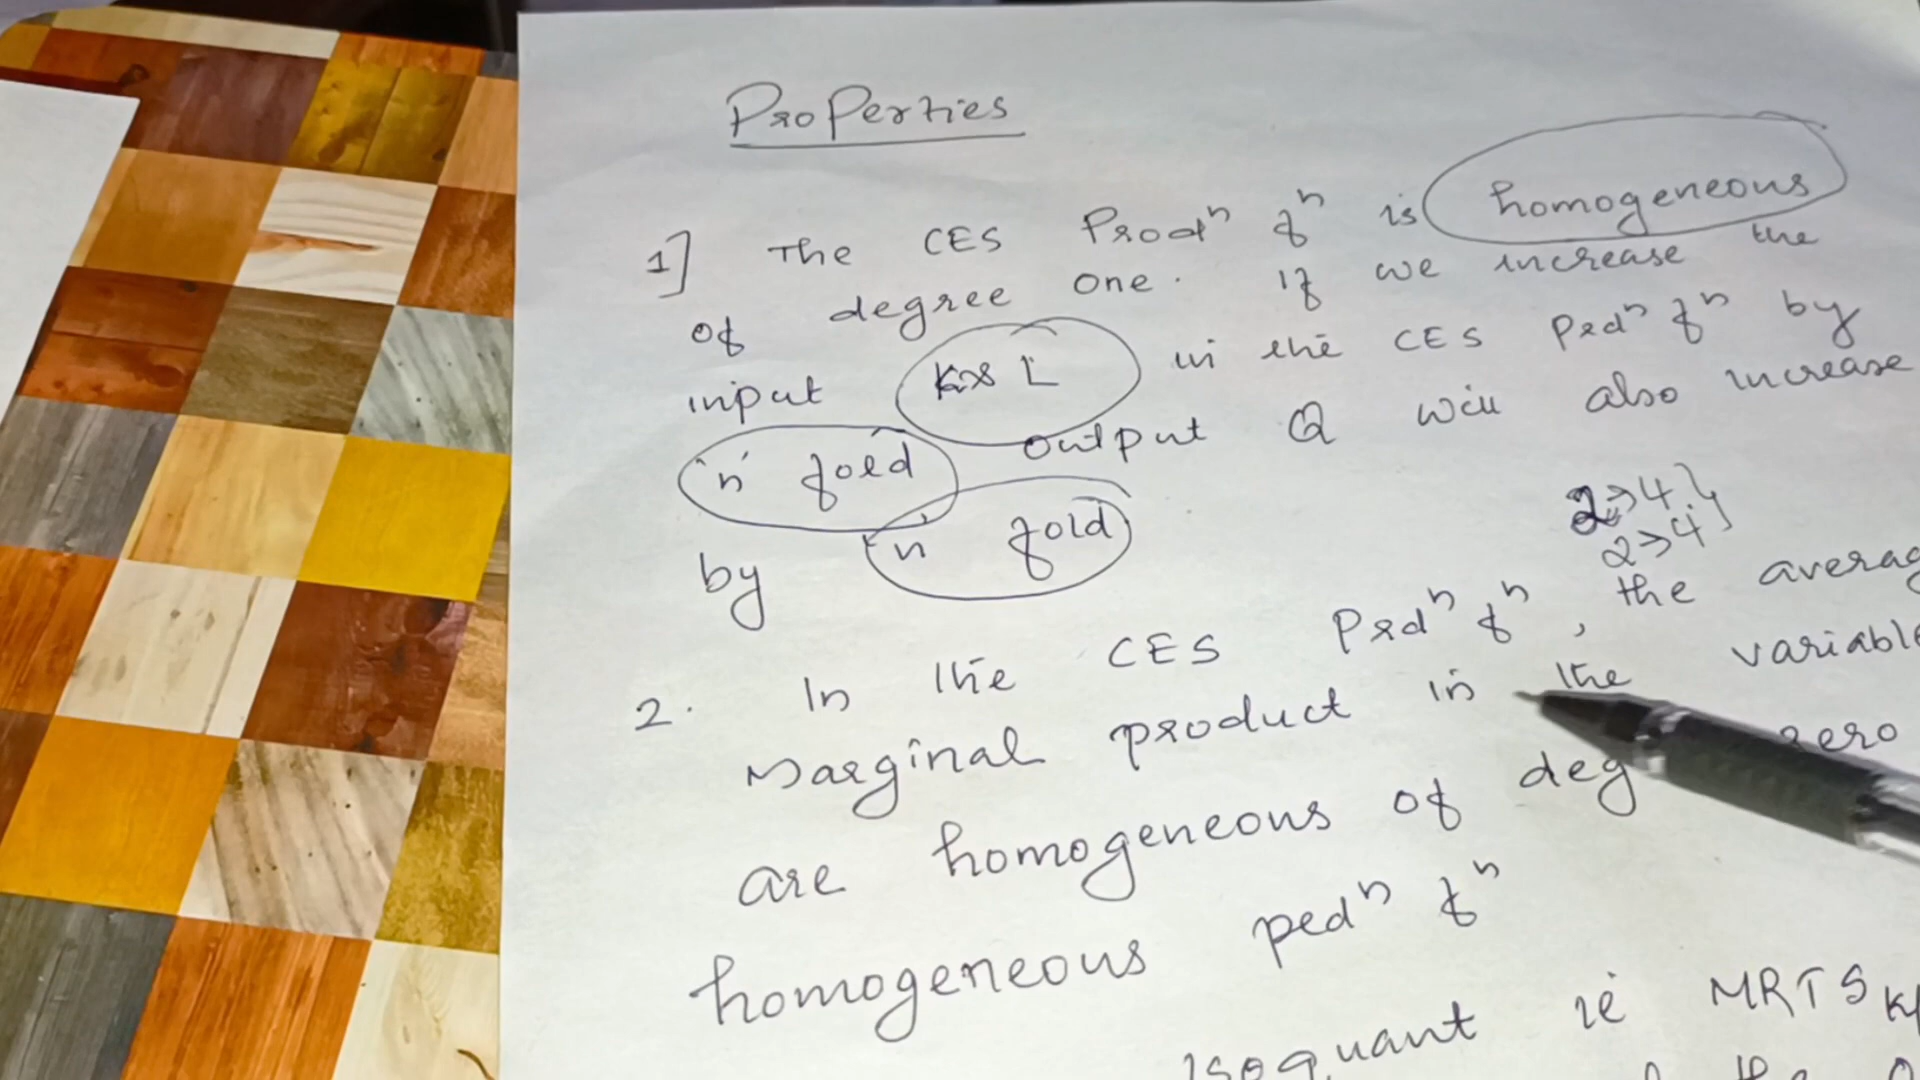 Properties
1] The CES Prodⁿ fⁿ is homogeneous
of degree one. If we increase the
input K & L in the CES Prdⁿ fⁿ by
'n' fold output Q will also increase
by 'n' fold
2→4}
2→4}
2. In the CES Prdⁿ fⁿ, the averag
Marginal product in the variable
are homogeneous of deg zero
homogeneous pedⁿ fⁿ
Isoquant ie MRTS K/